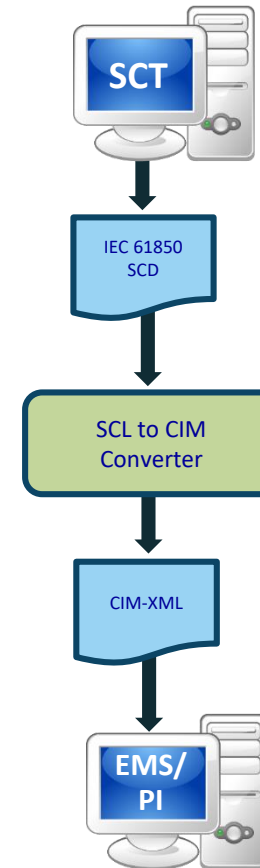 SCT
IEC 61850
SCD
SCL to CIM
Converter
CIM-XML
EMS/
PI